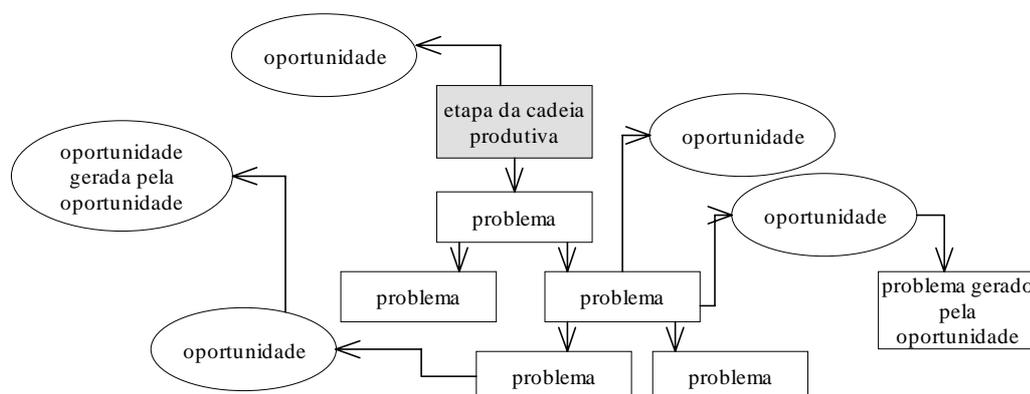 oportunidade
etapa da cadeia
produtiva
oportunidade
oportunidade
gerada pela
oportunidade
problema
oportunidade
problema
problema
problema gerado
pela
oportunidade
oportunidade
problema
problema